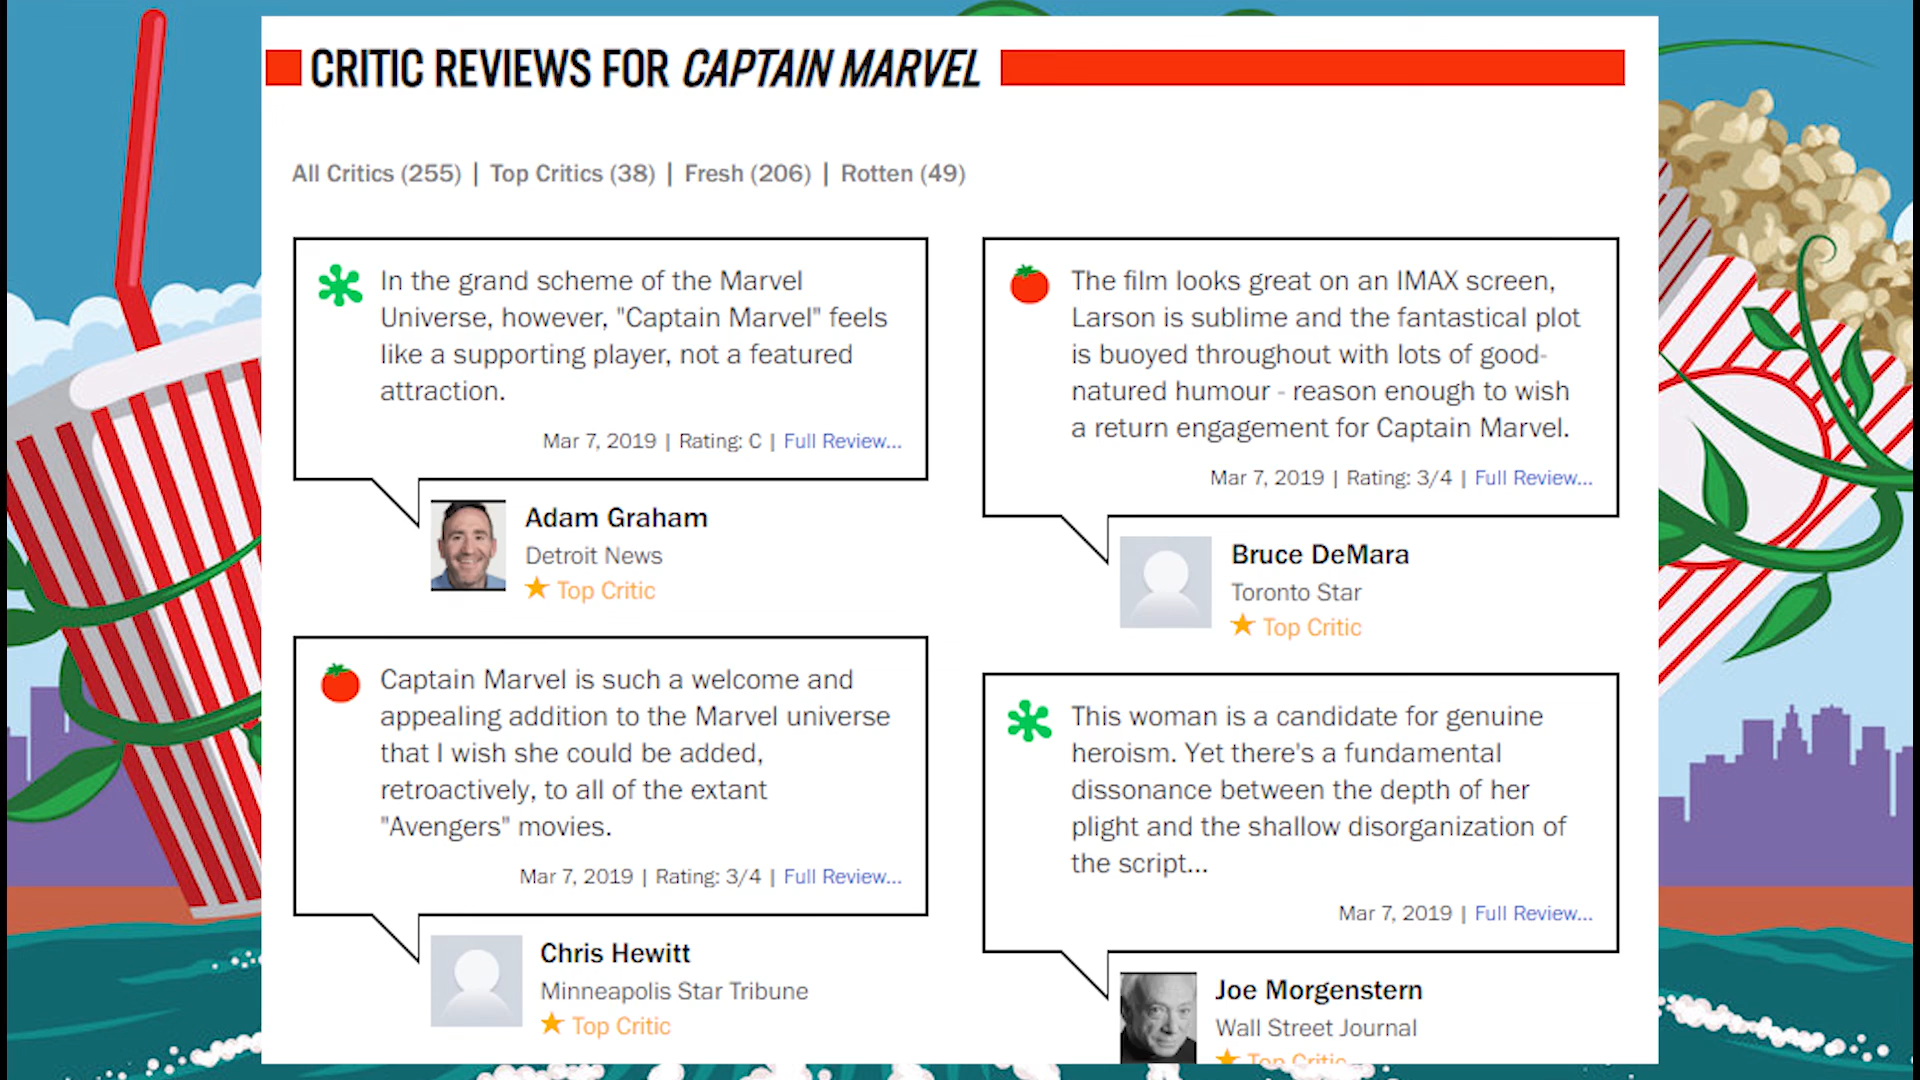 CRITIC REVIEWS FOR CAPTAIN MARVEL
All Critics (255) | Top Critics (38) | Fresh (206) | Rotten (49)
In the grand scheme of the Marvel
Universe, however, "Captain Marvel" feels
like a supporting player, not a featured
attraction.
Mar 7, 2019 | Rating: C | Full Review...
Adam Graham
Detroit News
Top Critic
The film looks great on an IMAX screen,
Larson is sublime and the fantastical plot
is buoyed throughout with lots of good-
natured humour - reason enough to wish
a return engagement for Captain Marvel.
Mar 7, 2019 | Rating: 3/4 | Full Review...
Bruce DeMara
Toronto Star
Top Critic
Captain Marvel is such a welcome and
appealing addition to the Marvel universe
that I wish she could be added,
retroactively, to all of the extant
"Avengers" movies.
Mar 7, 2019 | Rating: 3/4 | Full Review...
Chris Hewitt
Minneapolis Star Tribune
Top Critic
This woman is a candidate for genuine
heroism. Yet there's a fundamental
dissonance between the depth of her
plight and the shallow disorganization of
the script...
Mar 7, 2019 | Full Review...
Joe Morgenstern
Wall Street Journal
Top Critic